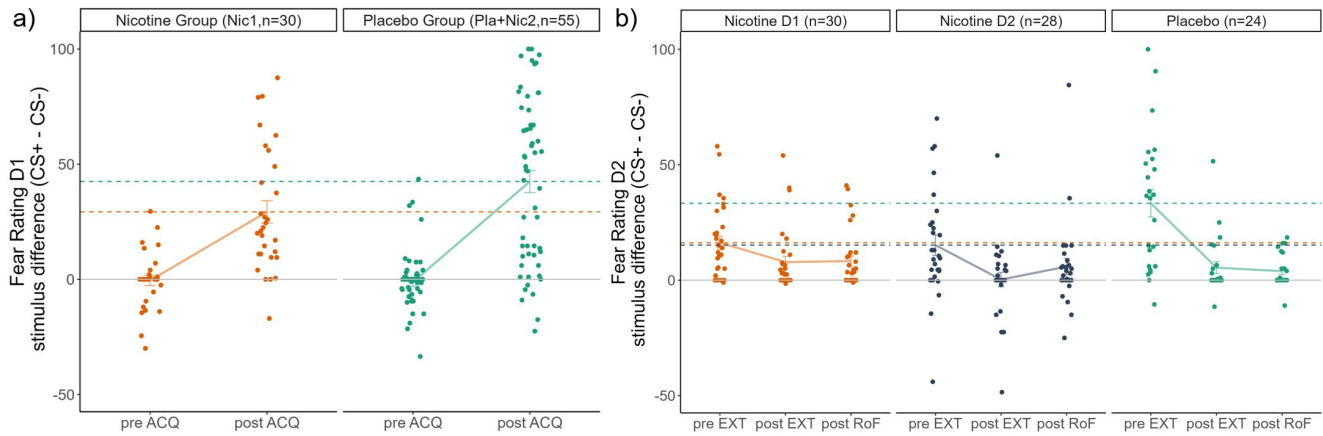 a)
Nicotine Group (Nic1,n=30)
Placebo Group (Pla+Nic2,n=55)
Fear Rating D1
stimulus difference (CS+ - CS-)
100
50
0
-50
pre ACQ
post ACQ
pre ACQ
post ACQ
b)
Nicotine D1 (n=30)
Nicotine D2 (n=28)
Placebo (n=24)
Fear Rating D2
stimulus difference (CS+ - CS-)
100
50
0
-50
pre EXT
post EXT
post RoF
pre EXT
post EXT
post RoF
pre EXT
post EXT
post RoF